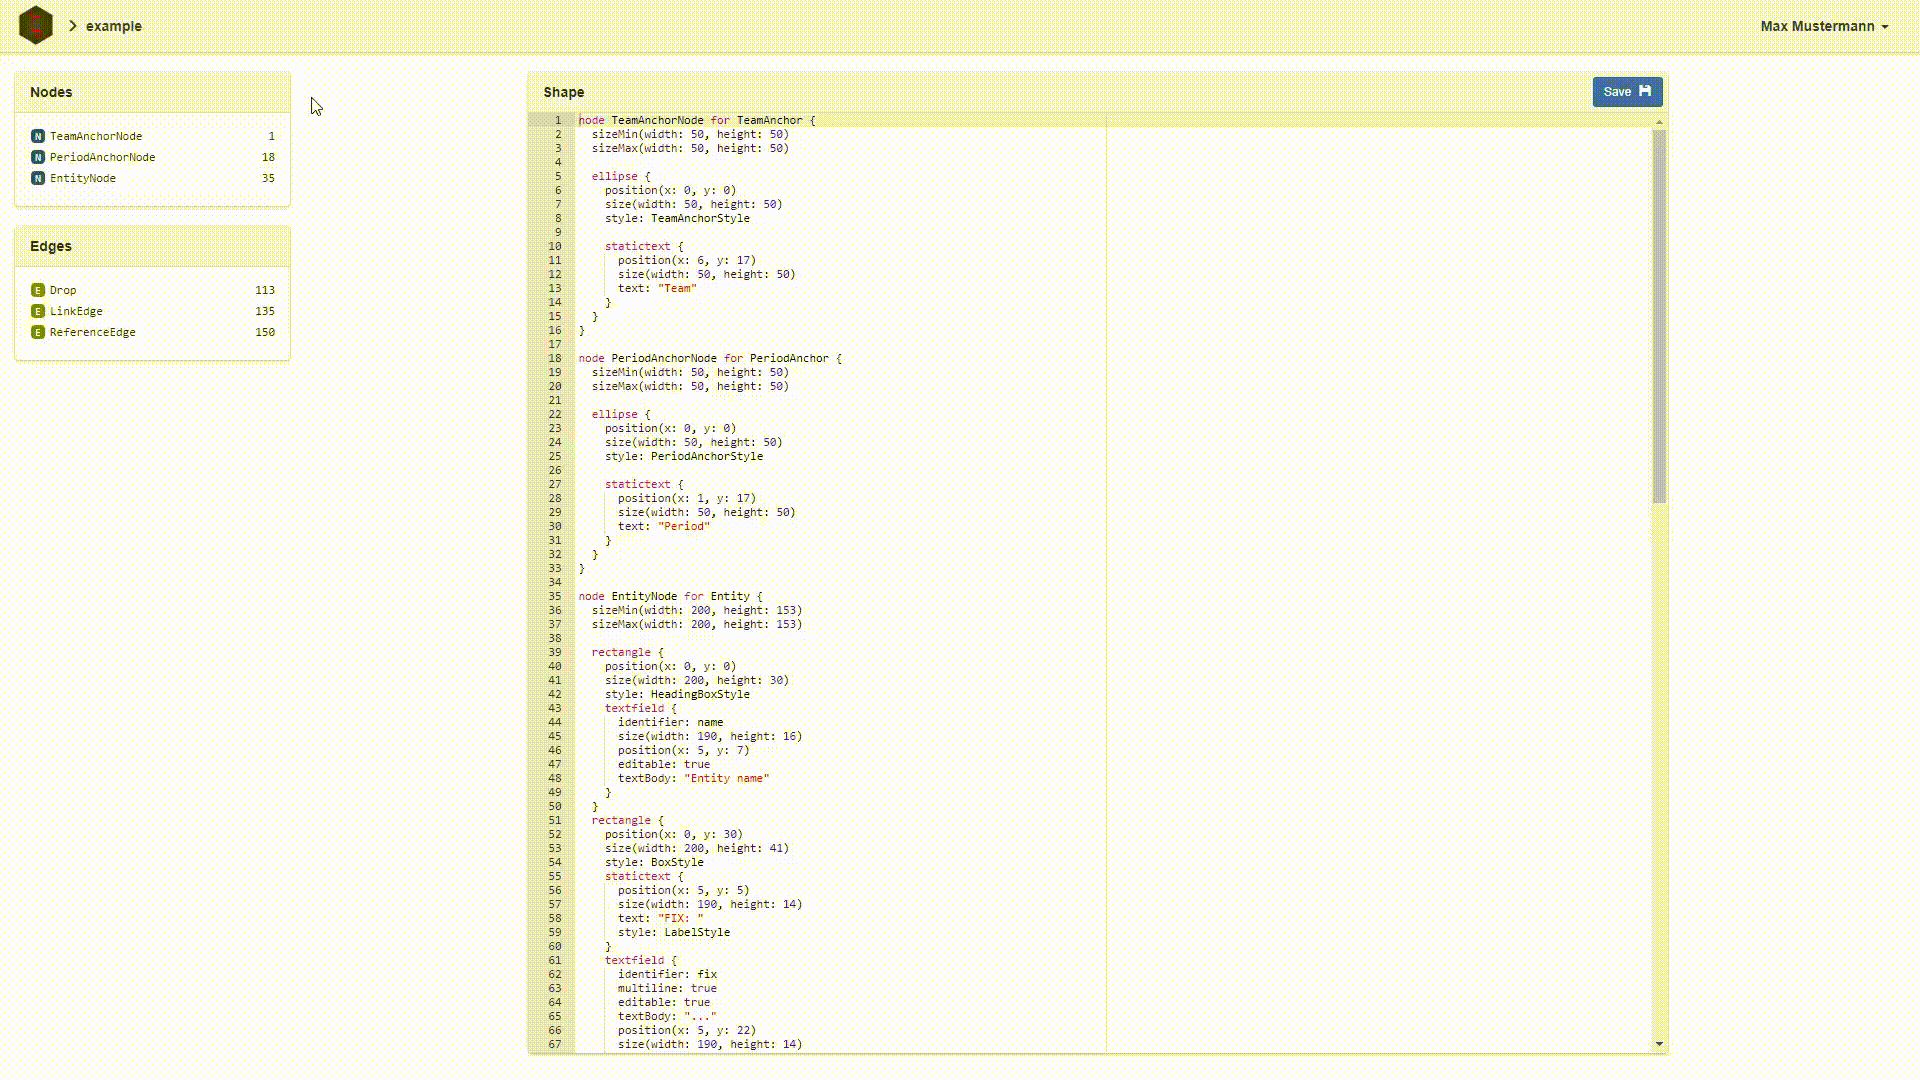 example
Max Mustermann
Nodes
N TeamAnchorNode 1
N PeriodAnchorNode 18
N EntityNode 35
Edges
E Drop 113
E LinkEdge 135
E ReferenceEdge 150
Shape
Save
1 node TeamAnchorNode for TeamAnchor {
2 sizeMin(width: 50, height: 50)
3 sizeMax(width: 50, height: 50)
4
5 ellipse {
6 position(x: 0, y: 0)
7 size(width: 50, height: 50)
8 style: TeamAnchorStyle
9
10 statictext {
11 position(x: 6, y: 17)
12 size(width: 50, height: 50)
13 text: "Team"
14 }
15 }
16 }
17
18 node PeriodAnchorNode for PeriodAnchor {
19 sizeMin(width: 50, height: 50)
20 sizeMax(width: 50, height: 50)
21
22 ellipse {
23 position(x: 0, y: 0)
24 size(width: 50, height: 50)
25 style: PeriodAnchorStyle
26
27 statictext {
28 position(x: 1, y: 17)
29 size(width: 50, height: 50)
30 text: "Period"
31 }
32 }
33 }
34
35 node EntityNode for Entity {
36 sizeMin(width: 200, height: 153)
37 sizeMax(width: 200, height: 153)
38
39 rectangle {
40 position(x: 0, y: 0)
41 size(width: 200, height: 30)
42 style: HeadingBoxStyle
43 textfield {
44 identifier: name
45 size(width: 190, height: 16)
46 position(x: 5, y: 7)
47 editable: true
48 textBody: "Entity name"
49 }
50 }
51 rectangle {
52 position(x: 0, y: 30)
53 size(width: 200, height: 41)
54 style: BoxStyle
55 statictext {
56 position(x: 5, y: 5)
57 size(width: 190, height: 14)
58 text: "FIX: "
59 style: LabelStyle
60 }
61 textfield {
62 identifier: fix
63 multiline: true
64 editable: true
65 textBody: "..."
66 position(x: 5, y: 22)
67 size(width: 190, height: 14)